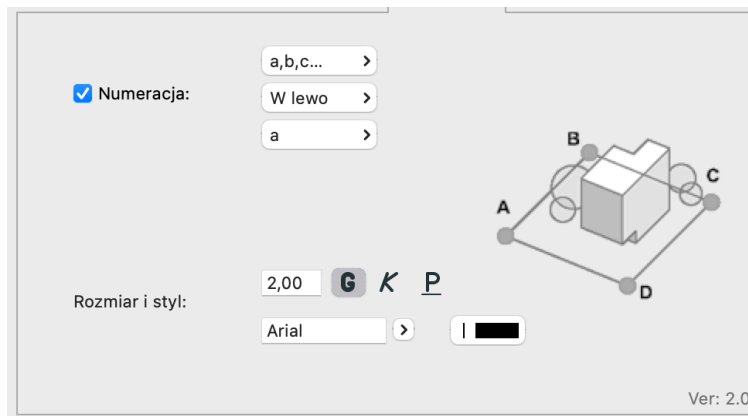 Numeracja:
a,b,c...
W lewo
a
B
C
A
D
Rozmiar i styl:
2,00 G K P
Arial
Ver: 2.0